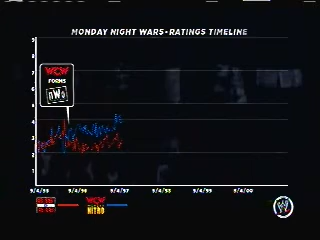 MONDAY NIGHT WARS-RATINGS TIMELINE
9
8
7
6
5
4
3
2
1
WCW
FORMS
nWo
9/4/95
9/4/96
9/4/97
9/4/98
9/4/99
9/4/00
NITRO
W